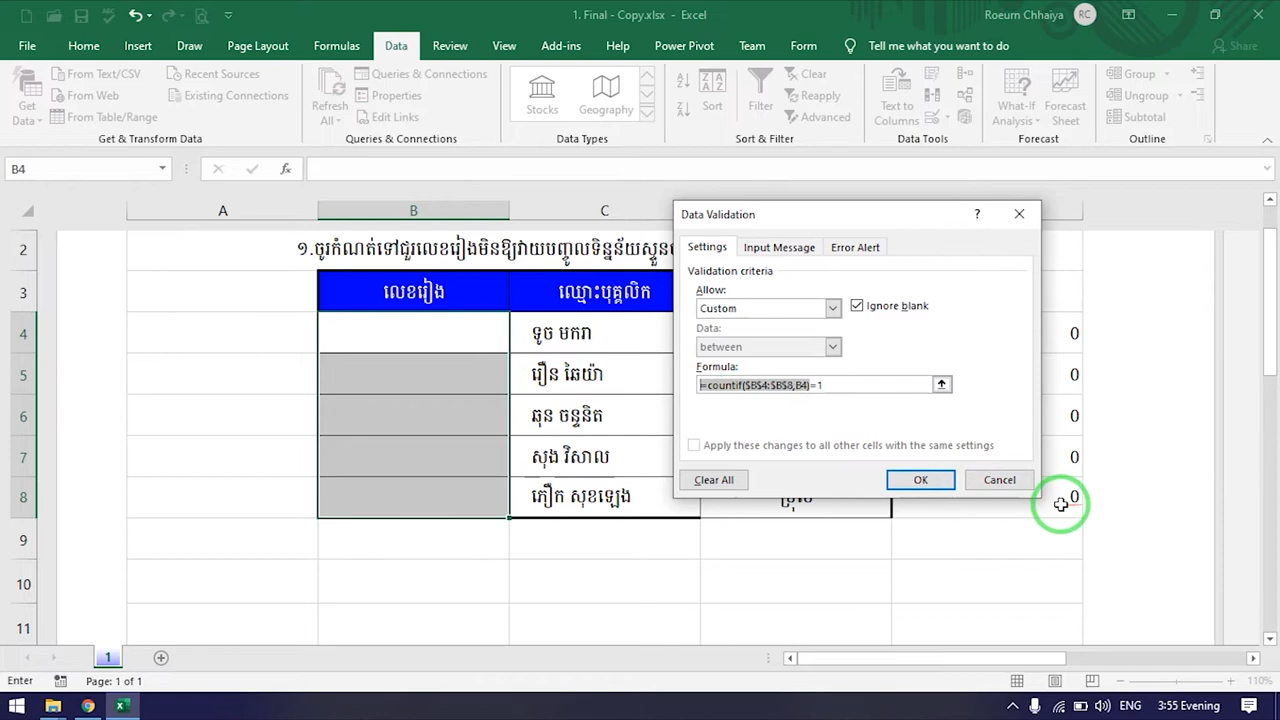 1. Final - Copy.xlsx - Excel
Roeum Chhaiya RC
File Home Insert Draw Page Layout Formulas Data Review View Add-ins Help Power Pivot Team Form Tell me what you want to do Share
Get Data
From Text/CSV
From Web
From Table/Range
Recent Sources
Existing Connections
Get & Transform Data
Refresh All
Queries & Connections
Properties
Edit Links
Queries & Connections
Stocks Geography
Data Types
Sort
Filter
Clear
Reapply
Advanced
Sort & Filter
Text to Columns
Data Tools
What-If Analysis
Forecast Sheet
Forecast
Group
Ungroup
Subtotal
Outline
B4 fx
A B C
2 ១.ចូរកំណត់ទៅជួរលេខរៀងមិនឱ្យវាយបញ្ចូលទិន្នន័យស្ទួន
3 លេខរៀង ឈ្មោះបុគ្គលិក
4 ទូច មករា 0
5 រឿន ឆៃយ៉ា 0
6 ឆុន ចន្ទនិត 0
7 សុង វិសាល 0
8 ភឿក សុខឡេង 0
9
10
11
Data Validation ?
Settings Input Message Error Alert
Validation criteria
Allow:
Custom Ignore blank
Data:
between
Formula:
=countif($B$4:$B$8,B4)=1
Apply these changes to all other cells with the same settings
Clear All OK Cancel
1
Enter Page: 1 of 1 110%
ENG 3:55 Evening